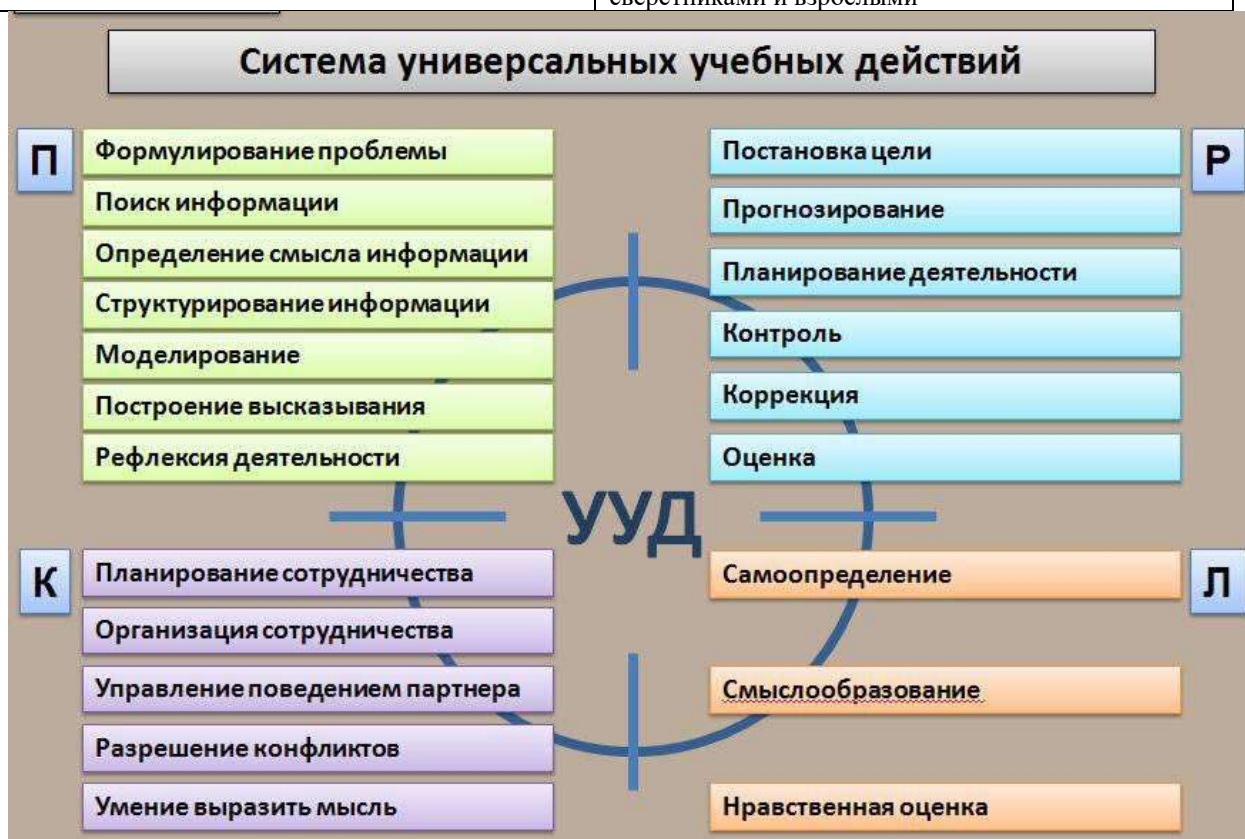 сверстниками и взрослыми
Система универсальных учебных действий
П
Формулирование проблемы
Поиск информации
Определение смысла информации
Структурирование информации
Моделирование
Построение высказывания
Рефлексия деятельности
Р
Постановка цели
Прогнозирование
Планирование деятельности
Контроль
Коррекция
Оценка
УУД
К
Планирование сотрудничества
Организация сотрудничества
Управление поведением партнера
Разрешение конфликтов
Умение выразить мысль
Л
Самоопределение
Смыслообразование
Нравственная оценка